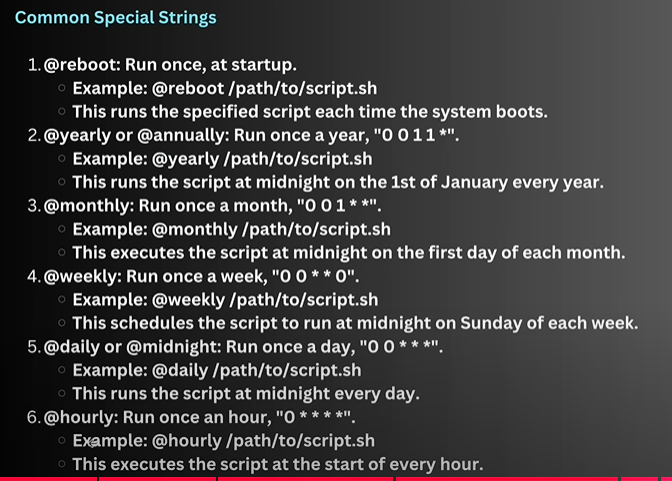 Common Special Strings
1. @reboot: Run once, at startup.
○ Example: @reboot /path/to/script.sh
○ This runs the specified script each time the system boots.
2. @yearly or @annually: Run once a year, "0 0 1 1 *".
○ Example: @yearly /path/to/script.sh
○ This runs the script at midnight on the 1st of January every year.
3. @monthly: Run once a month, "0 0 1 * *".
○ Example: @monthly /path/to/script.sh
○ This executes the script at midnight on the first day of each month.
4. @weekly: Run once a week, "0 0 * * 0".
○ Example: @weekly /path/to/script.sh
○ This schedules the script to run at midnight on Sunday of each week.
5. @daily or @midnight: Run once a day, "0 0 * * *".
○ Example: @daily /path/to/script.sh
○ This runs the script at midnight every day.
6. @hourly: Run once an hour, "0 * * * *".
○ Example: @hourly /path/to/script.sh
○ This executes the script at the start of every hour.